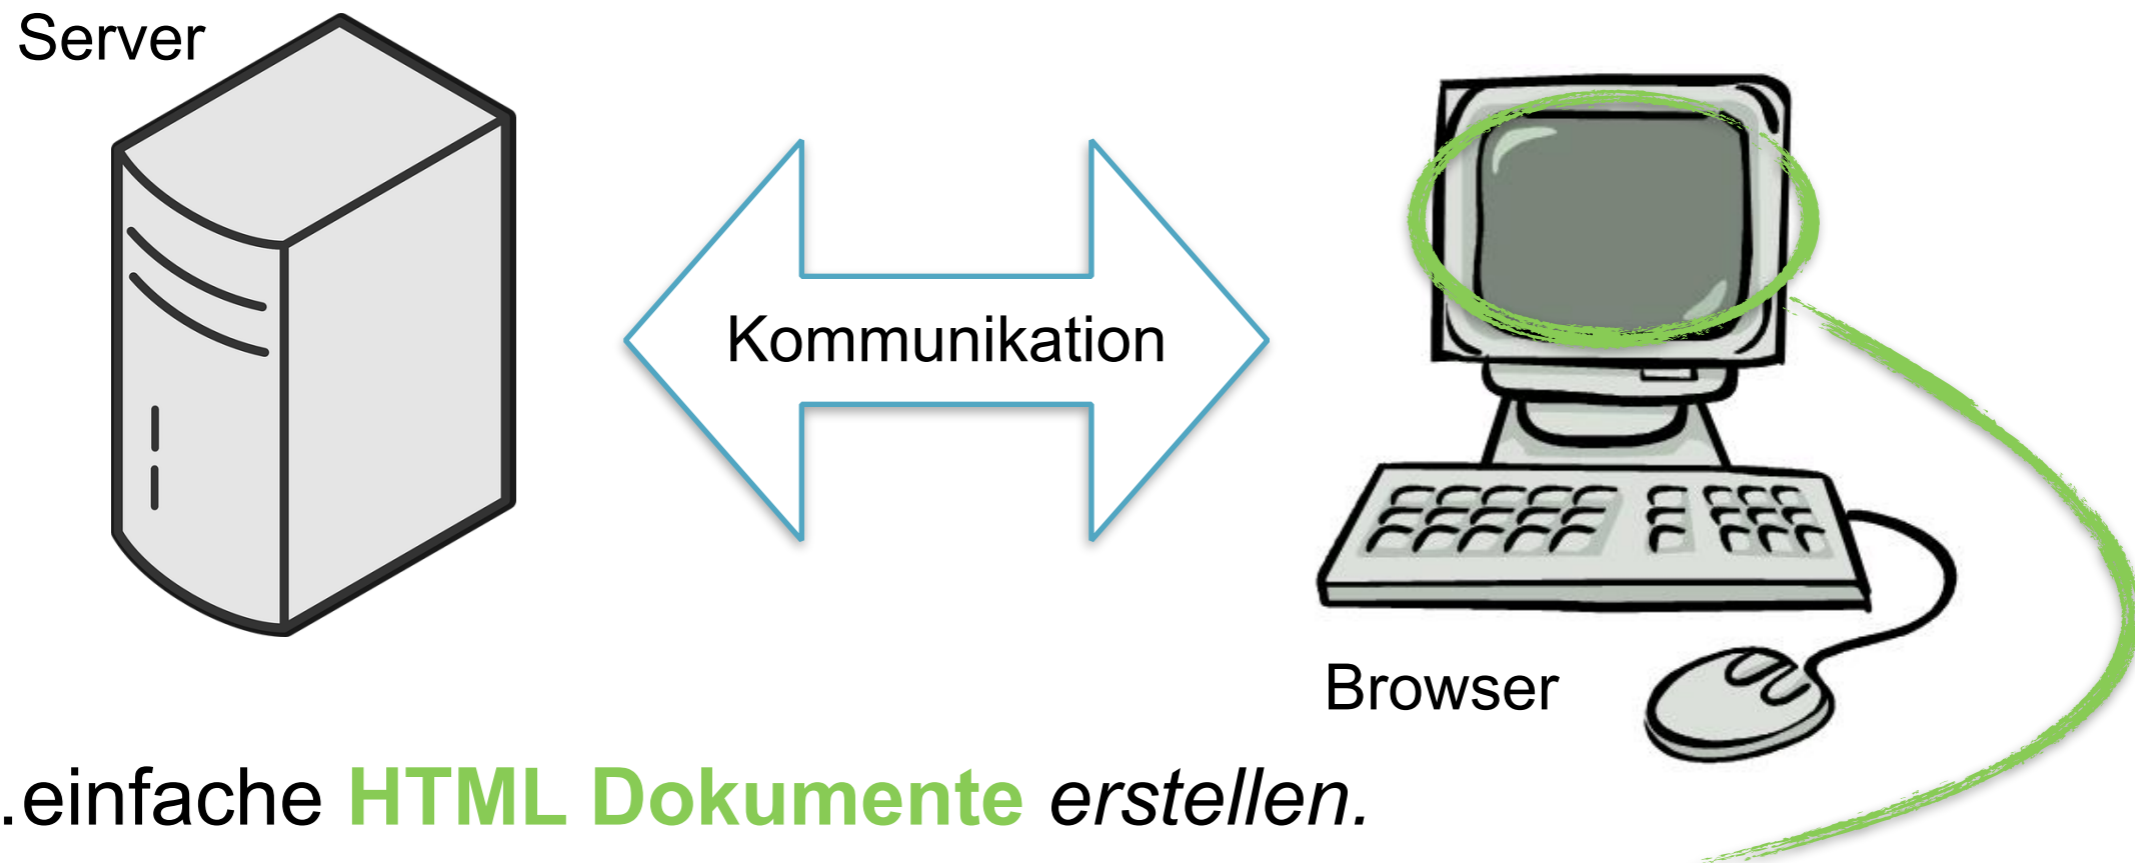 Server
Kommunikation
Browser
.einfache HTML Dokumente erstellen.